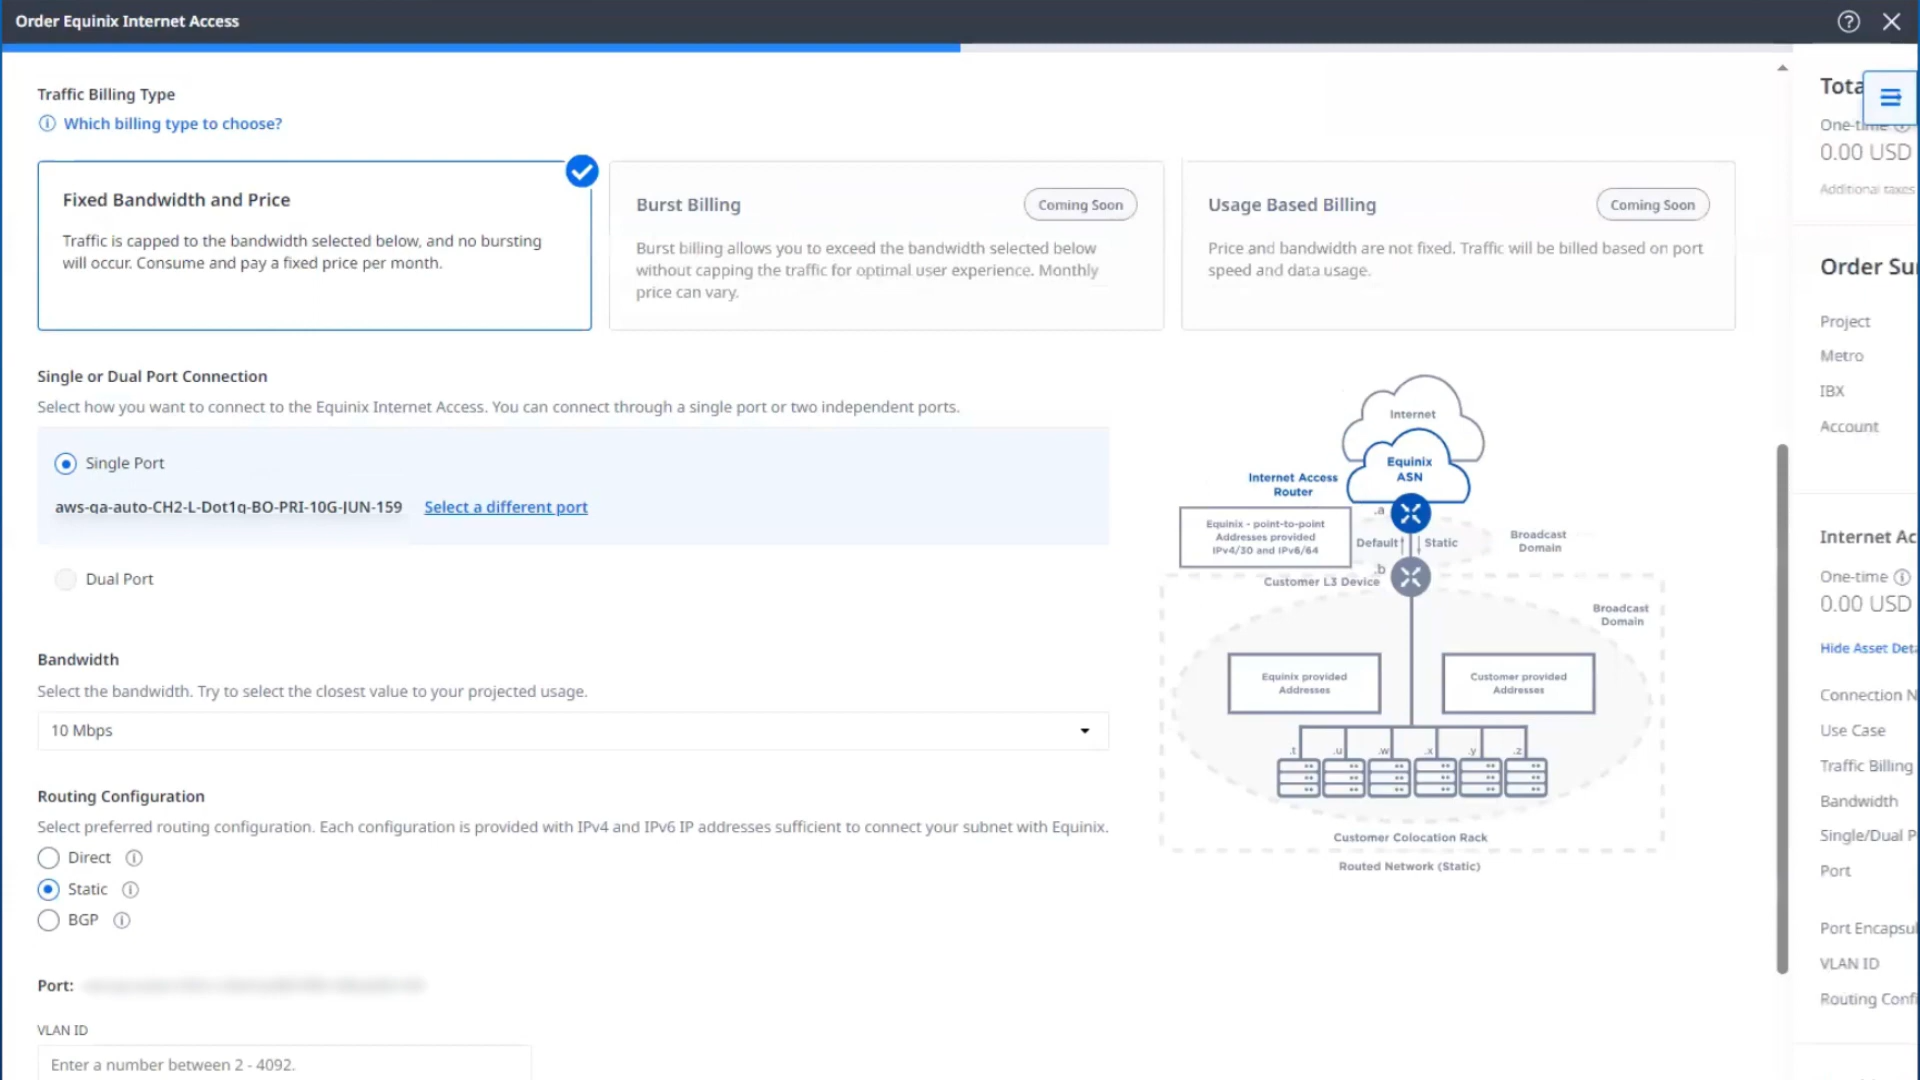 Order Equinix Internet Access
Traffic Billing Type
Which billing type to choose?
Fixed Bandwidth and Price
Traffic is capped to the bandwidth selected below, and no bursting
will occur. Consume and pay a fixed price per month.
Burst Billing
Coming Soon
Burst billing allows you to exceed the bandwidth selected below
without capping the traffic for optimal user experience. Monthly
price can vary.
Usage Based Billing
Coming Soon
Price and bandwidth are not fixed. Traffic will be billed based on port
speed and data usage.
Single or Dual Port Connection
Select how you want to connect to the Equinix Internet Access. You can connect through a single port or two independent ports.
Single Port
aws-qa-auto-CH2-L-Dot1q-BO-PRI-10G-JUN-159
Select a different port
Dual Port
Bandwidth
Select the bandwidth. Try to select the closest value to your projected usage.
10 Mbps
Routing Configuration
Select preferred routing configuration. Each configuration is provided with IPv4 and IPv6 IP addresses sufficient to connect your subnet with Equinix.
Direct
Static
BGP
Port:
VLAN ID
Enter a number between 2 - 4092.
Internet
Equinix
ASN
Internet Access
Router
.a
Equinix - point-to-point
Addresses provided
IPv4/30 and IPv6/64
Default
Static
Broadcast
Domain
.b
Customer L3 Device
Broadcast
Domain
Equinix provided
Addresses
Customer provided
Addresses
.t
.u
.w
.x
.y
.z
Customer Colocation Rack
Routed Network (Static)
Tota
One-time
0.00 USD
Additional taxes
Order Su
Project
Metro
IBX
Account
Internet Ac
One-time
0.00 USD
Hide Asset Deta
Connection N
Use Case
Traffic Billing
Bandwidth
Single/Dual P
Port
Port Encapsul
VLAN ID
Routing Confi